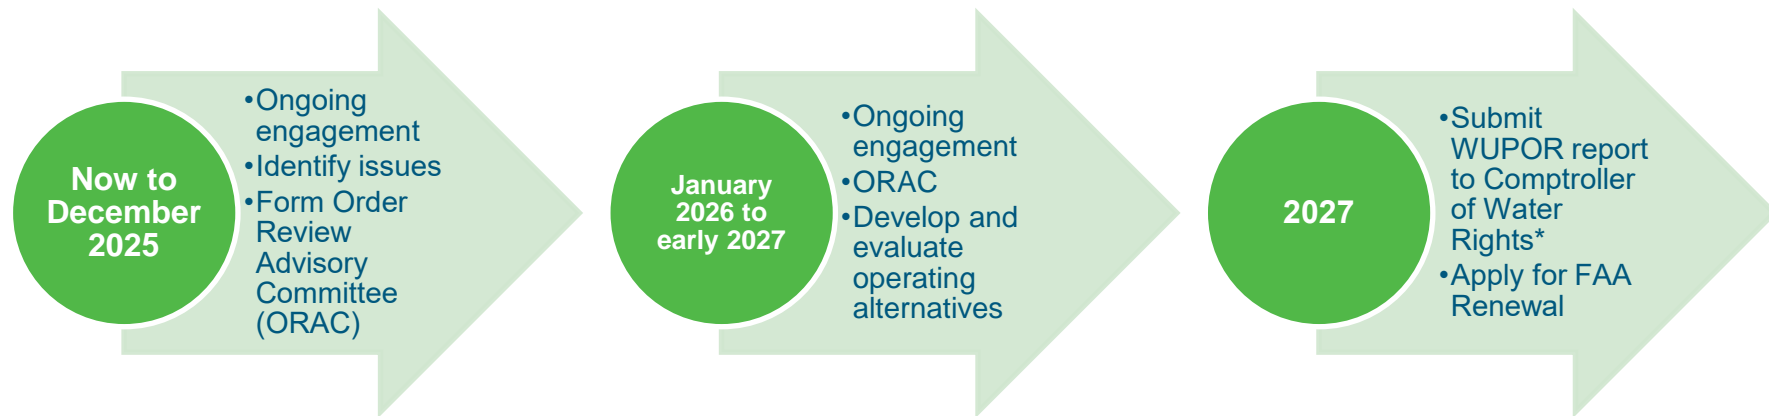 Now to
December
2025
•Ongoing
engagement
•Identify issues
•Form Order
Review
Advisory
Committee
(ORAC)
January
2026 to
early 2027
•Ongoing
engagement
•ORAC
•Develop and
evaluate
operating
alternatives
2027
•Submit
WUPOR report
to Comptroller
of Water
Rights*
•Apply for FAA
Renewal